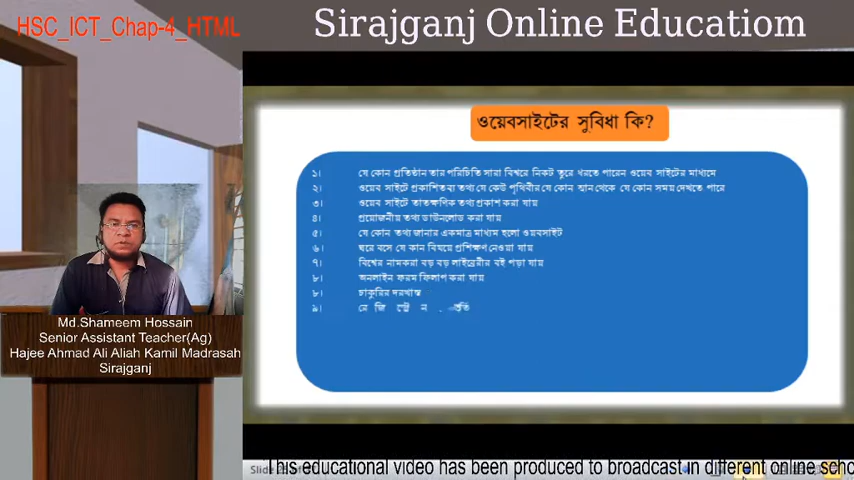 HSC_ICT_Chap-4_HTML
Sirajganj Online Educatiom
ওয়েবসাইটের সুবিধা কি?
১। যে কোন প্রতিষ্ঠান তার পরিচিতি সারা বিশ্বরে নিকট তুরে ধরতে পারেন ওয়েব সাইটের মাধ্যমে
২। ওয়েব সাইটে প্রকাশিত ব্য তথ্য যে কেউ পৃথিবীর যে কোন স্থান থেকে যে কোন সময় দেখতে পারে
৩। ওয়েব সাইটে তাতক্ষণিক তথ্য প্রকাশ করা যায়
৪। প্রয়োজনীয় তথ্য ডাউনলোড করা যায়
৫। যে কোন তথ্য জানার একমাত্র মাধ্যম হলো ওয়বসাইট
৬। ঘরে বসে যে কান বিষয়ে প্রশিক্ষণ নেওয়া যায়
৭। বিশ্বের নামকরা বড় বড় লাইব্রেরীর বই পড়া যায়
৮। অনলাইন ফরম ফিলাপ করা যায়
৮। চাকুরির দরখাস্ত
৯।
Md.Shameem Hossain
Senior Assistant Teacher(Ag)
Hajee Ahmad Ali Aliah Kamil Madrasah
Sirajganj
This educational video has been produced to broadcast in different online scho